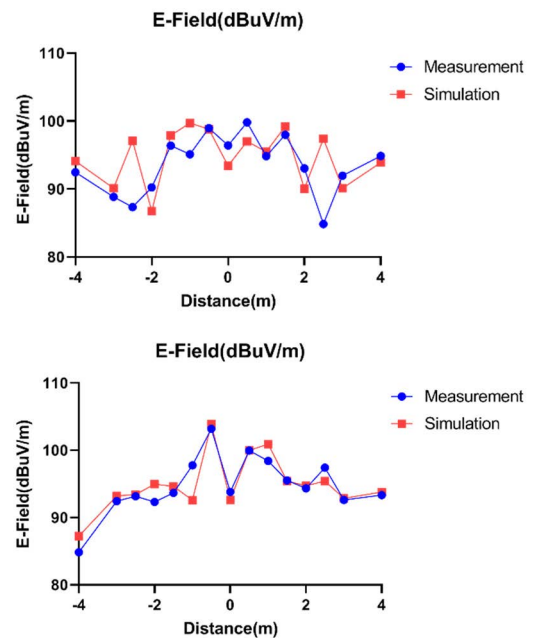 E-Field(dBuV/m)
110
100
90
80
E-Field(dBuV/m)
-4
-2
0
2
4
Distance(m)
Measurement
Simulation
E-Field(dBuV/m)
110
100
90
80
E-Field(dBuV/m)
-4
-2
0
2
4
Distance(m)
Measurement
Simulation